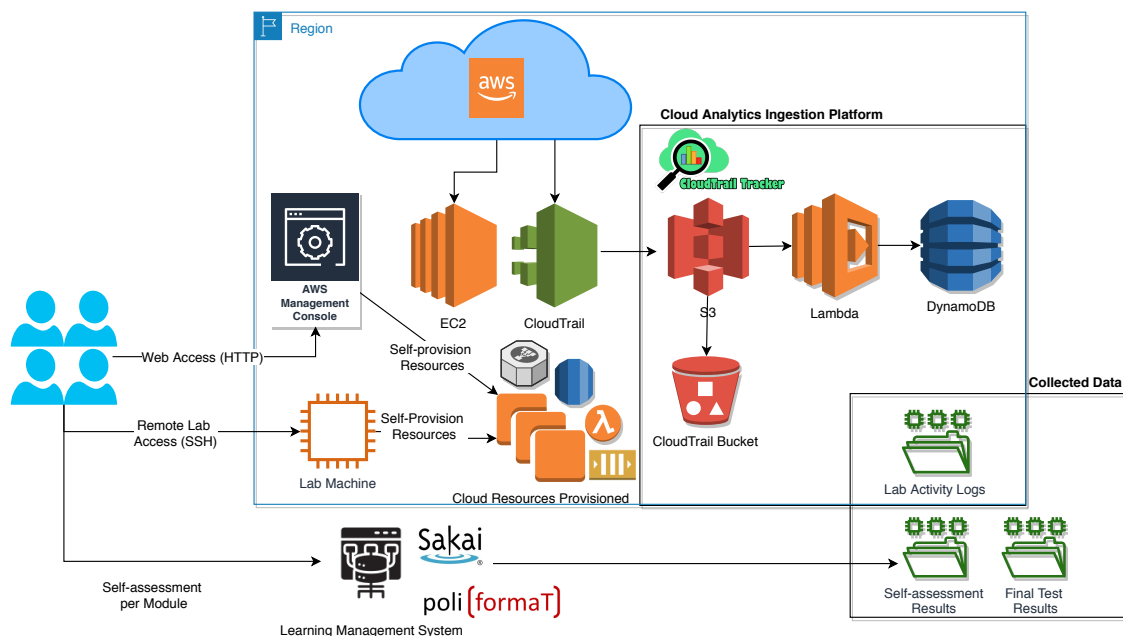 Region
aws
Cloud Analytics Ingestion Platform
CloudTrail Tracker
AWS
Management
Console
EC2
CloudTrail
S3
Lambda
DynamoDB
Web Access (HTTP)
Self-provision
Resources
Collected Data
Remote Lab
Access (SSH)
Self-Provision
Resources
CloudTrail Bucket
Lab Machine
Cloud Resources Provisioned
Lab Activity Logs
Sakai
®
Self-assessment
per Module
poli[formaT]
Self-assessment
Results
Final Test
Results
Learning Management System